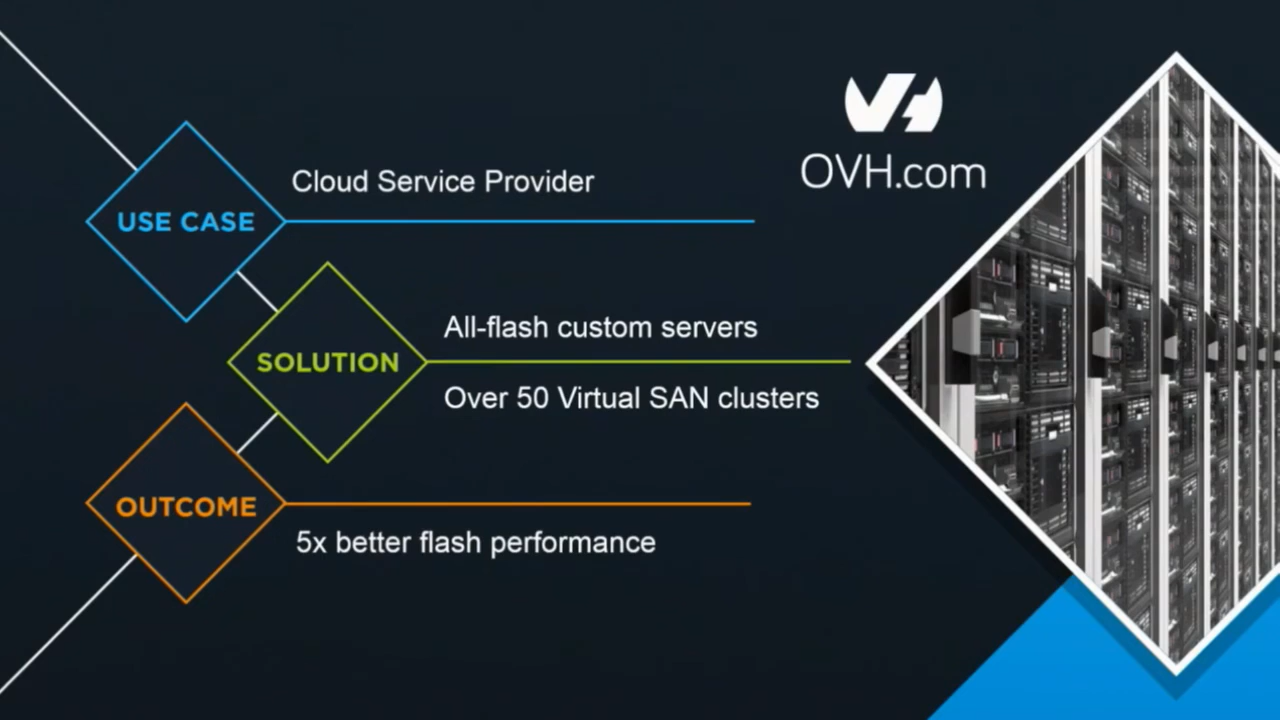 OVH.com
USE CASE
Cloud Service Provider
SOLUTION
All-flash custom servers
Over 50 Virtual SAN clusters
OUTCOME
5x better flash performance